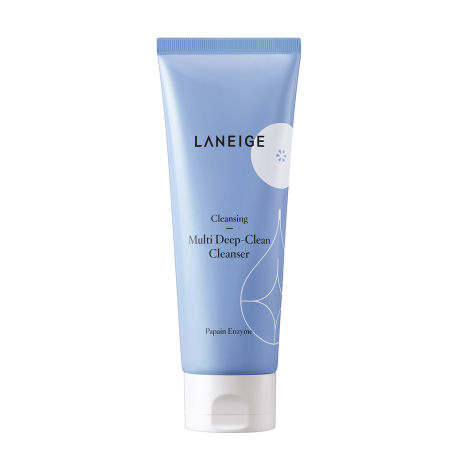 LANEIGE
Cleansing
Multi Deep-Clean
Cleanser
Papain Enzyme